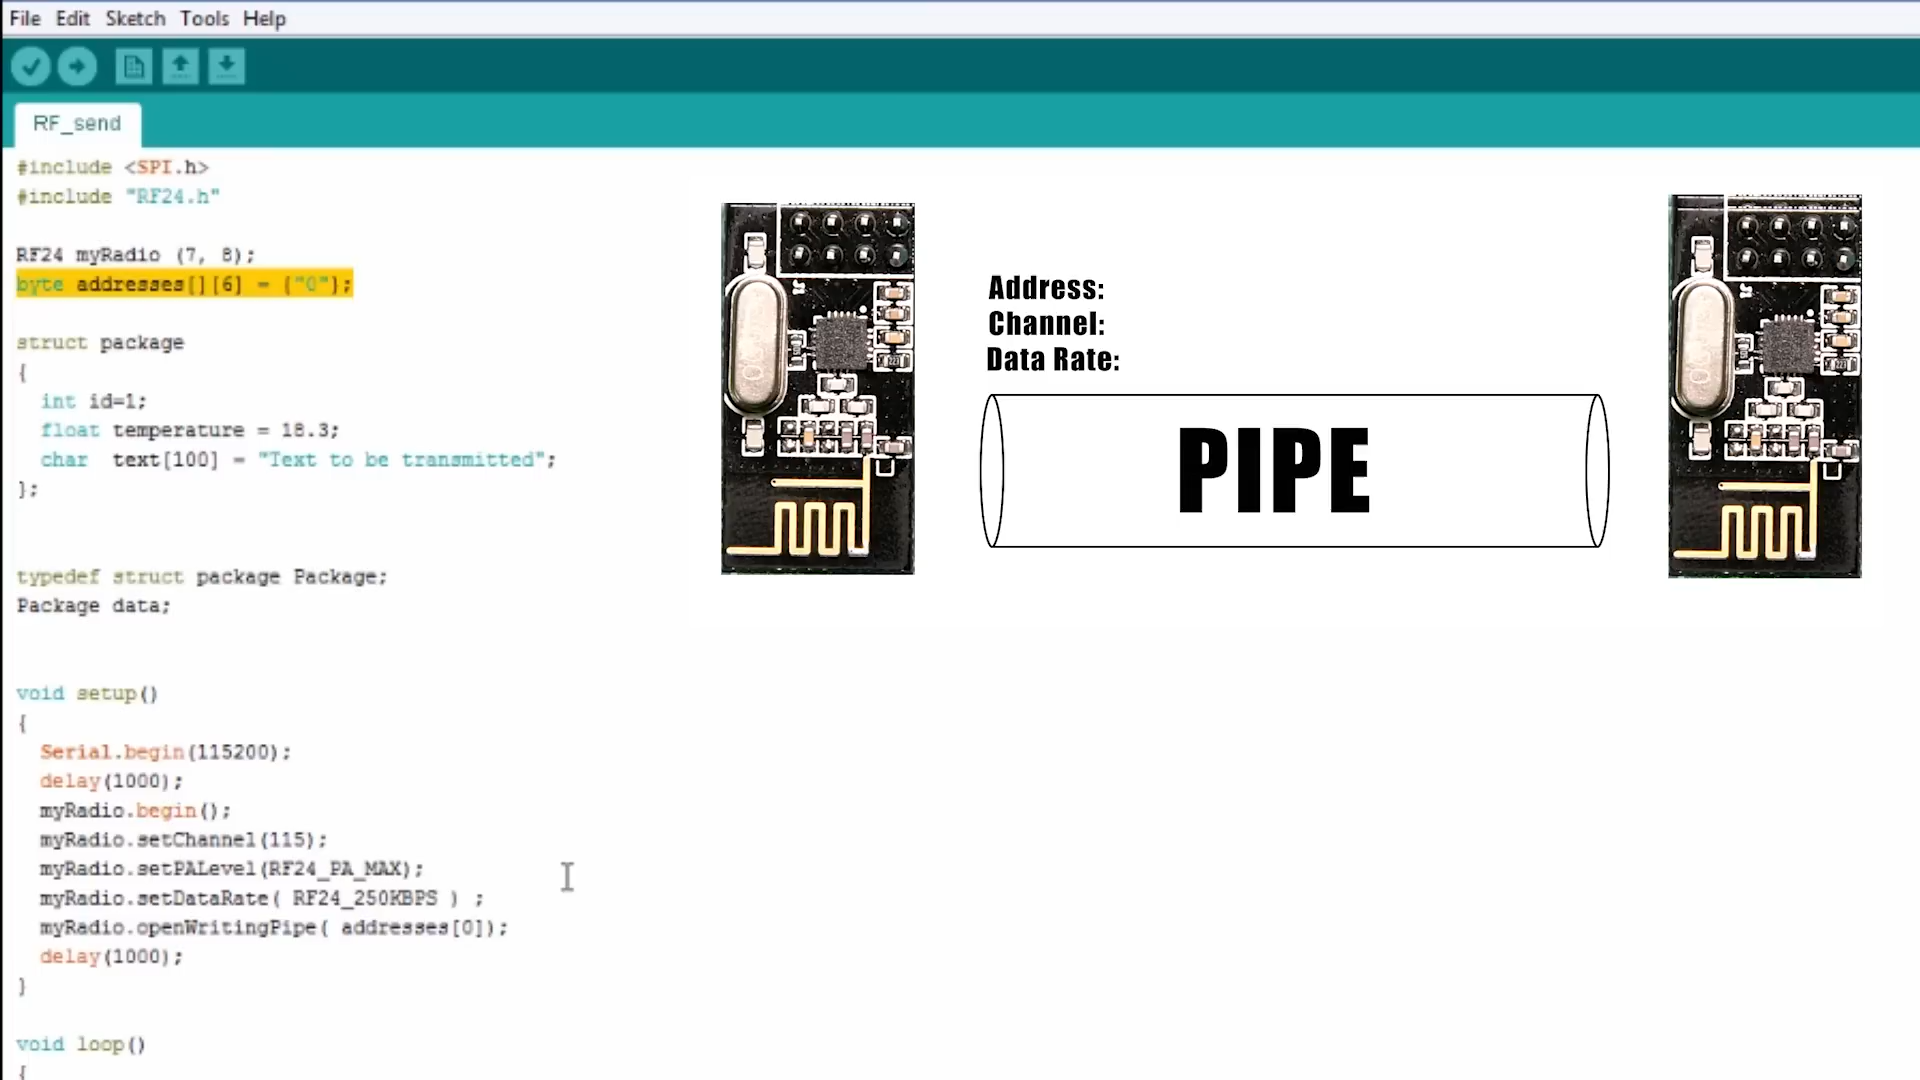 File Edit Sketch Tools Help
RF_send
#include <SPI.h>
#include "RF24.h"
RF24 myRadio (7, 8);
byte addresses[][6] = {"0"};
struct package
{
int id=1;
float temperature = 18.3;
char text[100] = "Text to be transmitted";
};
typedef struct package Package;
Package data;
void setup()
{
Serial.begin(115200);
delay(1000);
myRadio.begin();
myRadio.setChannel(115);
myRadio.setPALevel(RF24_PA_MAX);
myRadio.setDataRate( RF24_250KBPS ) ;
myRadio.openWritingPipe( addresses[0]);
delay(1000);
}
void loop()
{
Address:
Channel:
Data Rate:
PIPE